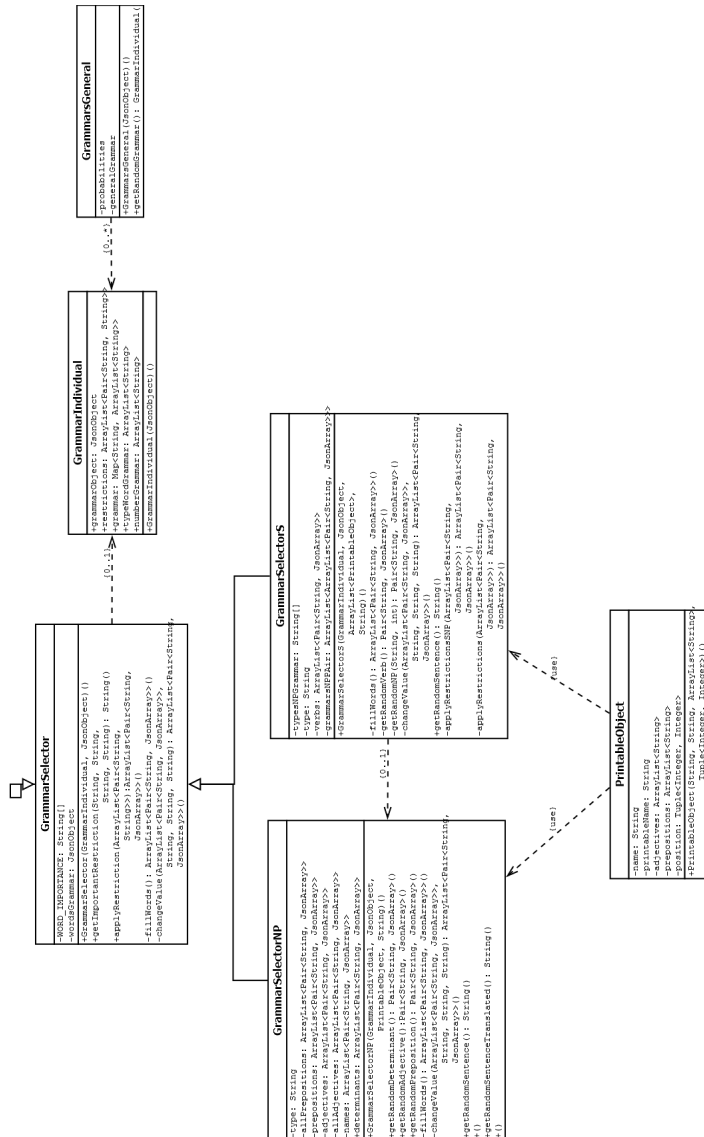 GrammarsGeneral
-probabilities
-generalGrammar
+GrammarsGeneral(JsonObject)()
+getRandomGrammar(): GrammarIndividual(
{0..*}
GrammarIndividual
+grammarObject: JsonObject
+restrictions: ArrayList<Pair<String, String>>
+grammar: Map<String, ArrayList<String>>
+typeWordGrammar: ArrayList<String>
-numberGrammar: ArrayList<String>
+GrammarIndividual(JsonObject)()
{0..1}
GrammarSelector
-WORD_IMPORTANCE: String[]
-wordsGrammar: JsonObject
+GrammarSelector(GrammarIndividual, JsonObject)()
+getImportantRestriction(String, String,
String, String): String()
+applyRestriction(ArrayList<Pair<String,
String>>):ArrayList<Pair<String,
JsonArray>>()
-fillWords(): ArrayList<Pair<String, JsonArray>>()
-changeValue(ArrayList<Pair<String, JsonArray>>,
String, String, String): ArrayList<Pair<String,
JsonArray>>()
GrammarSelectorS
-typesNPGrammar: String[]
-type: String
-verbs: ArrayList<Pair<String, JsonArray>>
-grammarsNPPAir: ArrayList<ArrayList<Pair<String, JsonArray>>>
+GrammarSelectorS(GrammarIndividual, JsonObject,
ArrayList<PrintableObject>,
String)()
-fillWords(): ArrayList<Pair<String, JsonArray>>()
-getRandomVerb(): Pair<String, JsonArray>()
-getRandomNP(String, int): Pair<String, JsonArray>()
-changeValue(ArrayList<Pair<String, JsonArray>>,
String, String, String): ArrayList<Pair<String,
JsonArray>>()
+getRandomSentence(): String()
-applyRestrictionsSNP(ArrayList<Pair<String,
JsonArray>>): ArrayList<Pair<String,
JsonArray>>()
-applyRestrictions(ArrayList<Pair<String,
JsonArray>>): ArrayList<Pair<String,
JsonArray>>()
{0..1}
GrammarSelectorNP
-type: String
-allPrepositions: ArrayList<Pair<String, JsonArray>>
-prepositions: ArrayList<Pair<String, JsonArray>>
-adjectives: ArrayList<Pair<String, JsonArray>>
-allAdjectives: ArrayList<Pair<String, JsonArray>>
-names: ArrayList<Pair<String, JsonArray>>
+determinants: ArrayList<Pair<String, JsonArray>>
+GrammarSelectorNP(GrammarIndividual, JsonObject,
PrintableObject, String)()
+getRandomDeterminant(): Pair<String, JsonArray>()
+getRandomAdjective():Pair<String, JsonArray>()
+getRandomPreposition(): Pair<String, JsonArray>()
-fillWords(): ArrayList<Pair<String, JsonArray>>()
-changeValue(ArrayList<Pair<String, JsonArray>>,
String, String, String): ArrayList<Pair<String,
JsonArray>>()
+getRandomSentence(): String()
+()
+getRandomSentenceTranslated(): String()
+()
{use}
{use}
PrintableObject
-name: String
-printableName: String
-adjectives: ArrayList<String>
-prepositions: ArrayList<String>
-position: Tuple<Integer, Integer>
-PrintableObject(String, String, ArrayList<String>,
Tuple<Integer, Integer>)()